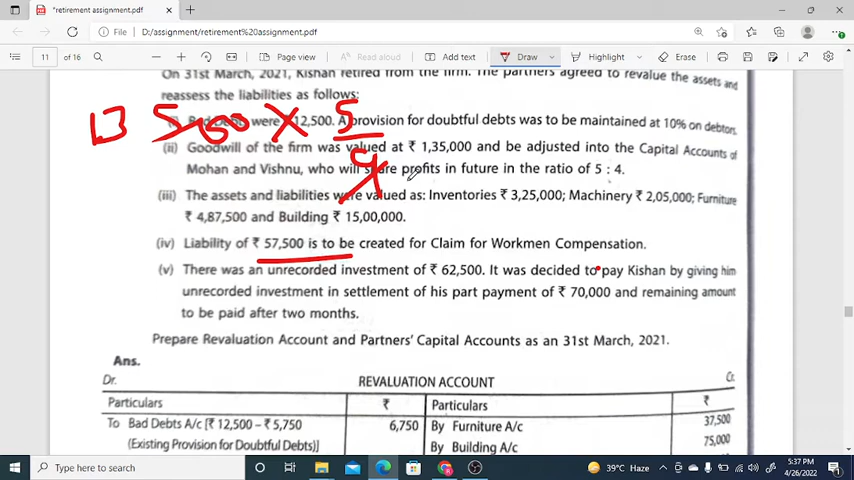 *retirement assignment.pdf
File
D:/assignment/retirement%20assignment.pdf
11 of 16
Page view
Read aloud
Add text
Draw
Highlight
Erase
On 31st March, 2021, Kishan retired from the firm. The partners agreed to revalue the assets and
reassess the liabilities as follows:
(i) Bad Debts were ₹ 12,500. A provision for doubtful debts was to be maintained at 10% on debtors.
(ii) Goodwill of the firm was valued at ₹ 1,35,000 and be adjusted into the Capital Accounts of
Mohan and Vishnu, who will share profits in future in the ratio of 5 : 4.
(iii) The assets and liabilities were valued as: Inventories ₹ 3,25,000; Machinery ₹ 2,05,000; Furniture
₹ 4,87,500 and Building ₹ 15,00,000.
(iv) Liability of ₹ 57,500 is to be created for Claim for Workmen Compensation.
(v) There was an unrecorded investment of ₹ 62,500. It was decided to pay Kishan by giving him
unrecorded investment in settlement of his part payment of ₹ 70,000 and remaining amount
to be paid after two months.
Prepare Revaluation Account and Partners' Capital Accounts as on 31st March, 2021.
Ans.
Dr. REVALUATION ACCOUNT Cr.
Particulars ₹ Particulars ₹
To Bad Debts A/c [₹ 12,500 – ₹ 5,750 6,750 By Furniture A/c 37,500
(Existing Provision for Doubtful Debts)] By Building A/c 75,000
Type here to search
39°C Haze
5:37 PM
4/26/2022